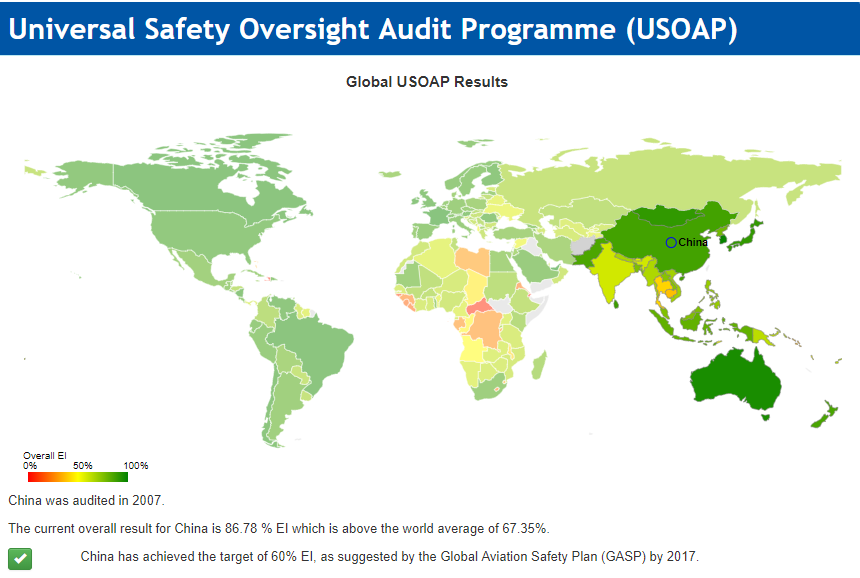 Universal Safety Oversight Audit Programme (USOAP)
Global USOAP Results
China
Overall EI
0% 50% 100%
China was audited in 2007.
The current overall result for China is 86.78 % EI which is above the world average of 67.35%.
China has achieved the target of 60% EI, as suggested by the Global Aviation Safety Plan (GASP) by 2017.